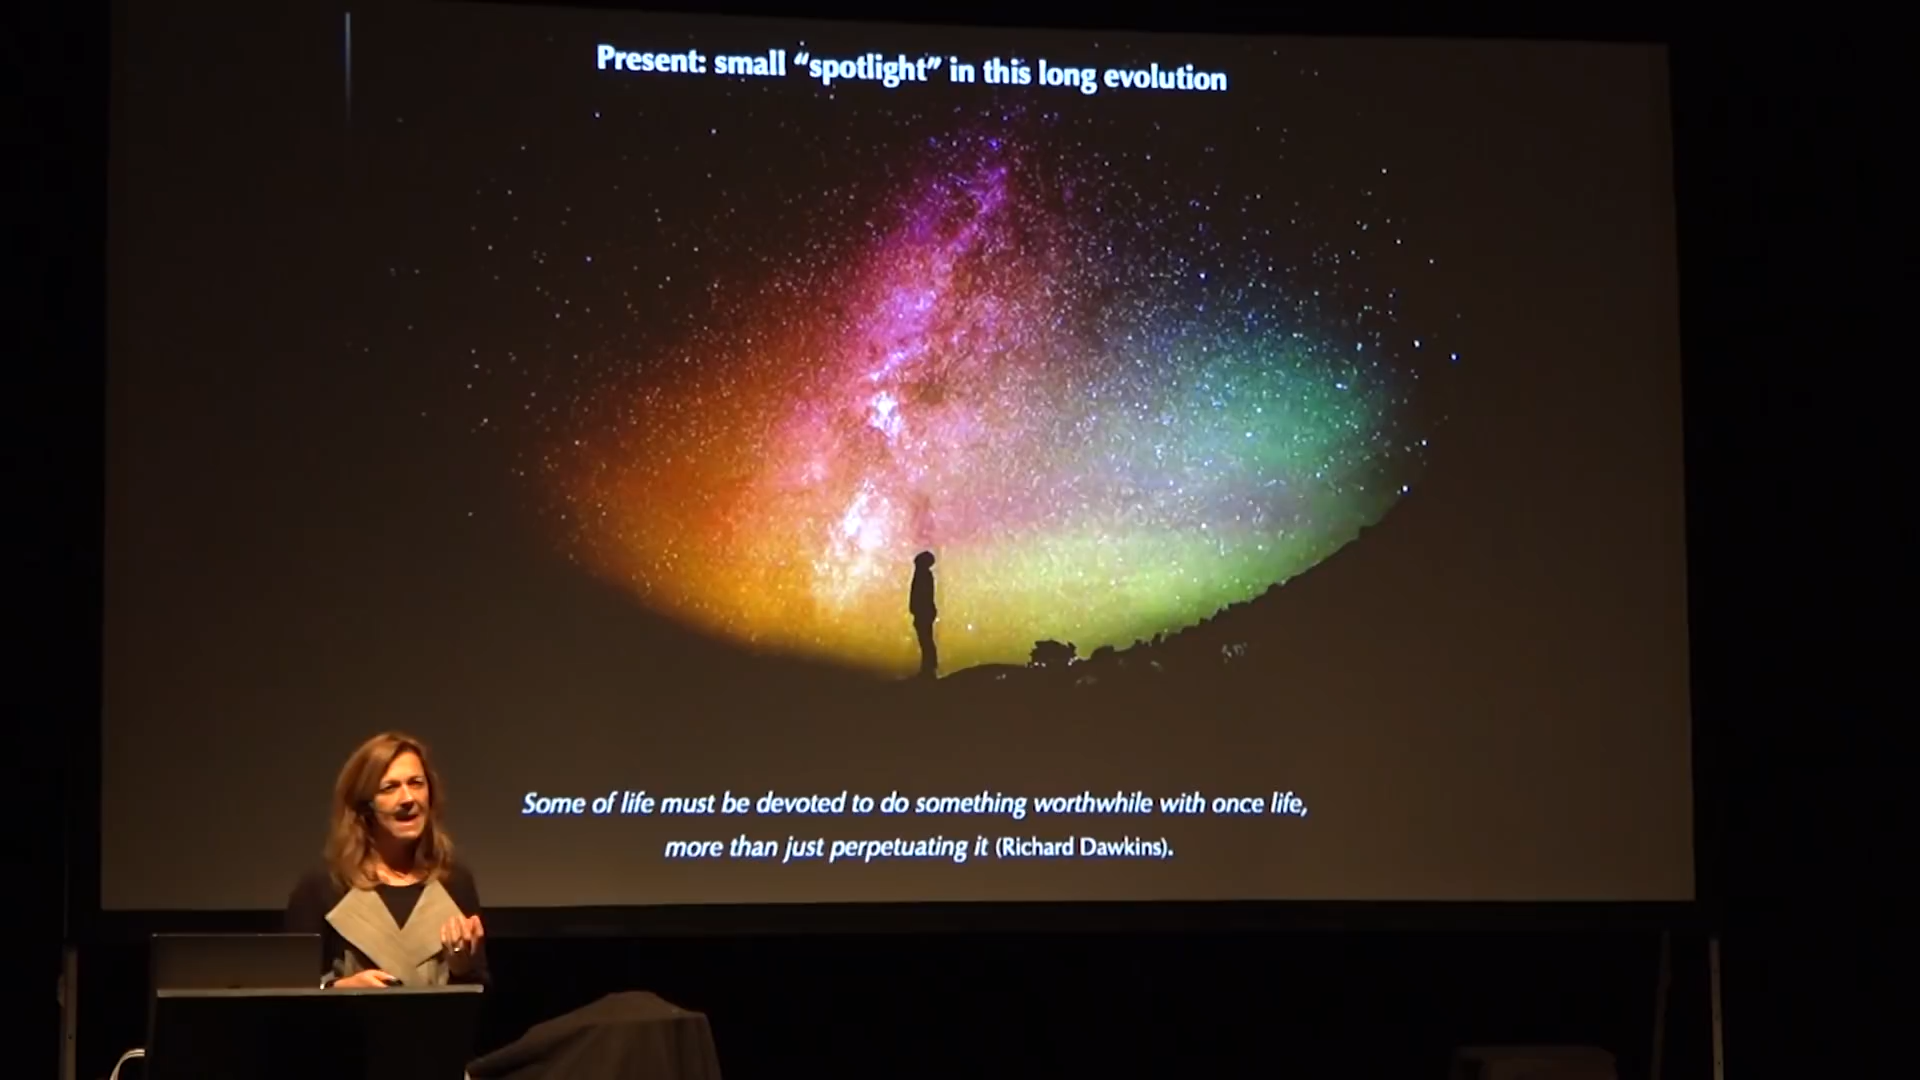 Present: small “spotlight” in this long evolution
Some of life must be devoted to do something worthwhile with once life,
more than just perpetuating it (Richard Dawkins).